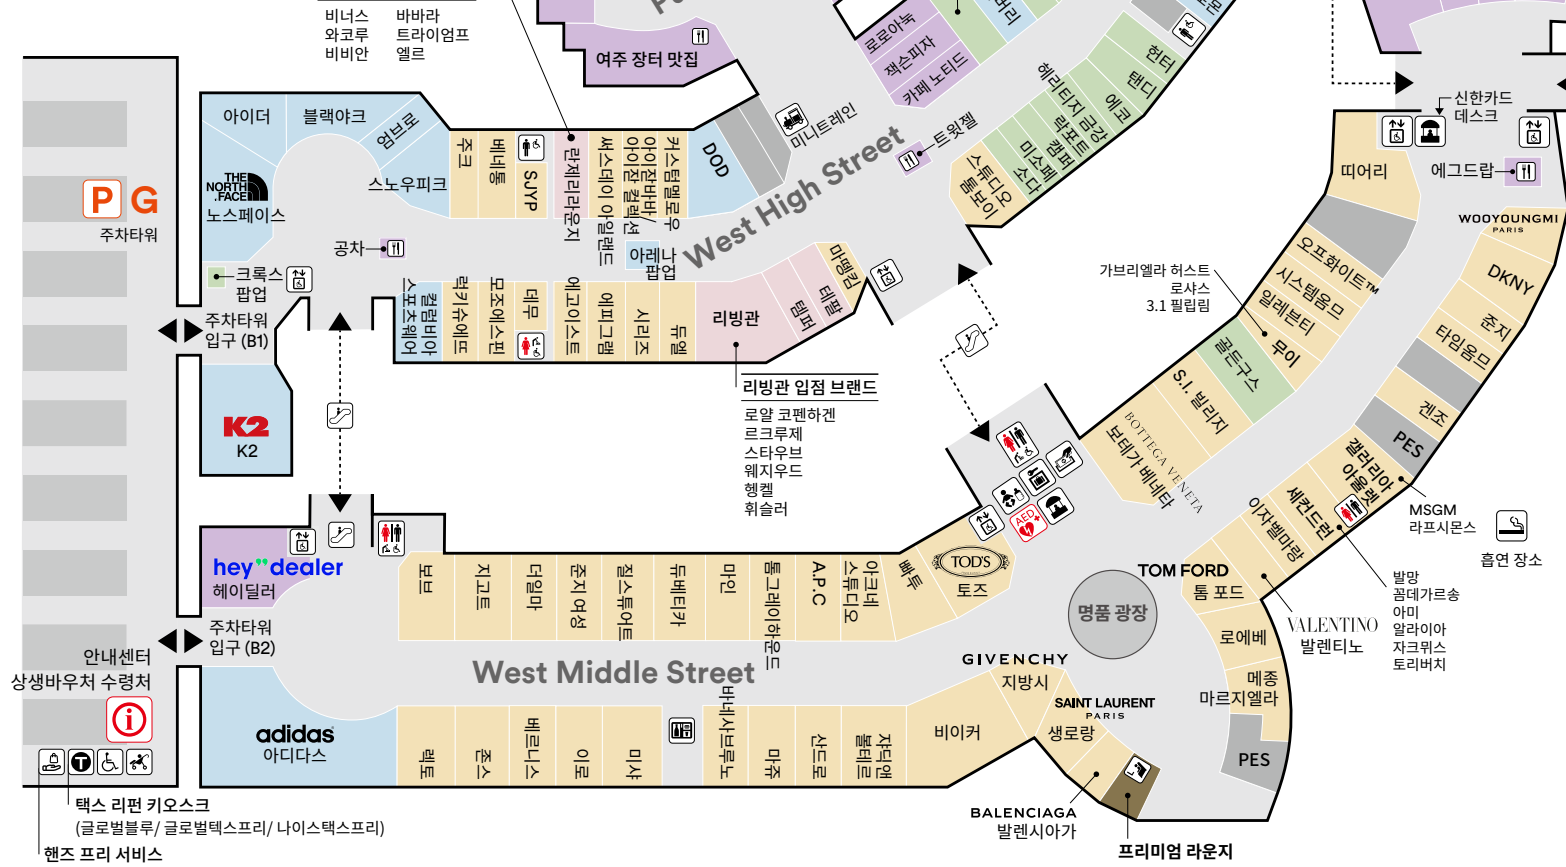 비너스 바바라
와코루 트라이엄프
비비안 엘르
여주 장터 맛집
로로아눅
잭슨피자
카페 노티드
미니트레인
트윗젤
헌터
탠디
에코
헤리티지 금강
락포트
캠퍼
미소페
소다
스튜디오
톰보이
신한카드
데스크
에그드랍
띠어리
WOOYOUNGMI
PARIS
DKNY
준지
타임옴므
겐조
PES
갤러리아
아울렛
MSGM
라프시몬스
흡연 장소
오프화이트™
시스템옴므
일레븐티
무이
가브리엘라 허스트
로샤스
3.1 필립림
골든구스
S.I. 빌리지
BOTTEGA VENETA
보테가 베네타
세컨드런
이자벨마랑
발망
꼼데가르송
아미
알라이아
자크뮈스
토리버치
TOM FORD
톰 포드
VALENTINO
발렌티노
로에베
메종
마르지엘라
PES
명품 광장
P G
주차타워
아이더
블랙야크
엄브로
THE
NORTH
FACE
노스페이스
스노우피크
주크
베네통
SJYP
란제리라운지
써스데이 아일랜드
아이잗바바/
아이잗 컬렉션
커스텀멜로우
DOD
West High Street
공차
아레나
팝업
크록스
팝업
주차타워
입구 (B1)
컬럼비아
스포츠웨어
럭키슈에뜨
모조에스핀
데무
에고이스트
에피그램
시리즈
듀엘
리빙관
템퍼
테팔
마뗑킴
리빙관 입점 브랜드
로얄 코펜하겐
르크루제
스타우브
웨지우드
헹켈
휘슬러
K2
K2
hey dealer
헤이딜러
주차타워
입구 (B2)
안내센터
상생바우처 수령처
보브
지고트
더일마
준지 여성
질스튜어트
듀베티카
마인
톰그레이하운드
A.P.C
아크네
스튜디오
빠투
TOD'S
토즈
AED
West Middle Street
GIVENCHY
지방시
SAINT LAURENT
PARIS
생로랑
adidas
아디다스
렉토
존스
베르니스
이로
미샤
바네사브루노
마쥬
산드로
쟈딕앤
볼테르
비이커
BALENCIAGA
발렌시아가
프리미엄 라운지
택스 리펀 키오스크
(글로벌블루/ 글로벌텍스프리/ 나이스택스프리)
핸즈 프리 서비스